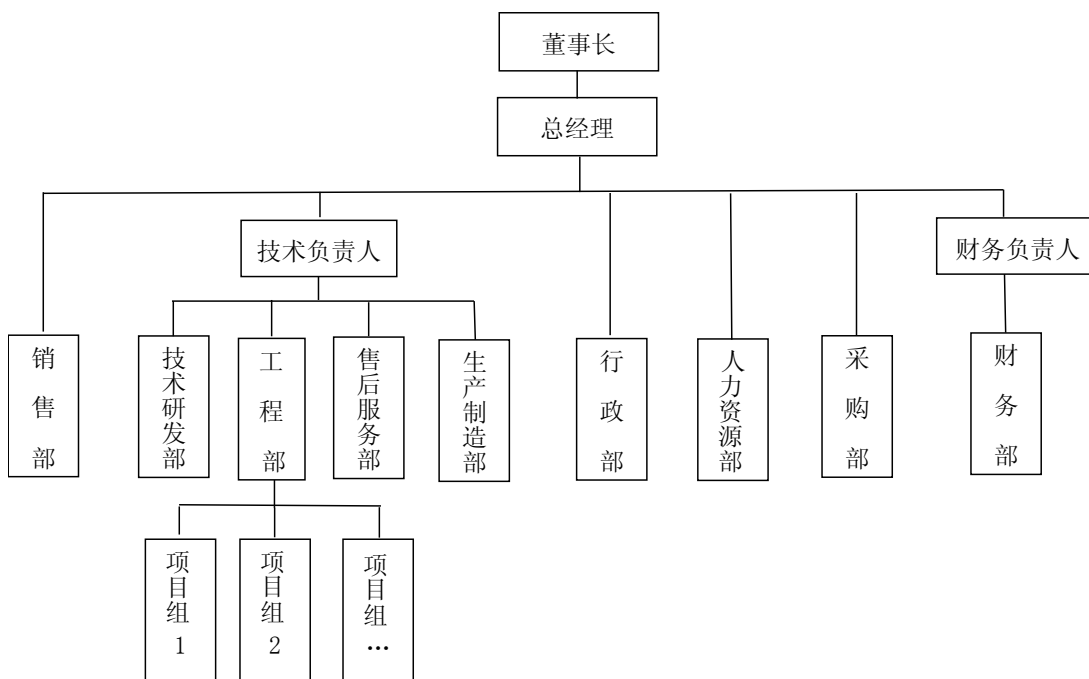 董事长
总经理
技术负责人
财务负责人
销售部
技术研发部
工程部
售后服务部
生产制造部
行政部
人力资源部
采购部
财务部
项目组1
项目组2
项目组…